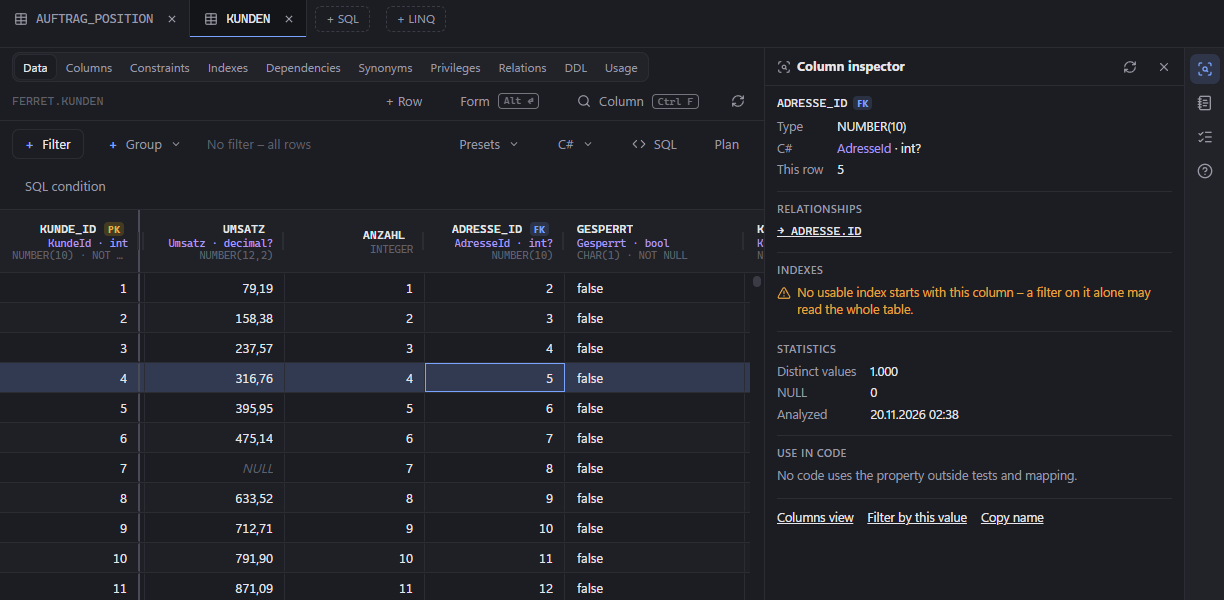 AUFTRAG_POSITION ×
KUNDEN ×
+ SQL
+ LINQ
Data Columns Constraints Indexes Dependencies Synonyms Privileges Relations DDL Usage
FERRET.KUNDEN
+ Row
Form Alt ⏎
Column Ctrl F
+ Filter
+ Group
No filter – all rows
Presets
C#
<> SQL
Plan
SQL condition
KUNDE_ID PK
KundeId · int
NUMBER(10) · NOT …
UMSATZ
Umsatz · decimal?
NUMBER(12,2)
ANZAHL
INTEGER
ADRESSE_ID FK
AdresseId · int?
NUMBER(10)
GESPERRT
Gesperrt · bool
CHAR(1) · NOT NULL
1 79,19 1 2 false
2 158,38 2 3 false
3 237,57 3 4 false
4 316,76 4 5 false
5 395,95 5 6 false
6 475,14 6 7 false
7 NULL 7 8 false
8 633,52 8 9 false
9 712,71 9 10 false
10 791,90 10 11 false
11 871,09 11 12 false
Column inspector
ADRESSE_ID FK
Type NUMBER(10)
C# AdresseId · int?
This row 5
RELATIONSHIPS
→ ADRESSE.ID
INDEXES
No usable index starts with this column – a filter on it alone may
read the whole table.
STATISTICS
Distinct values 1.000
NULL 0
Analyzed 20.11.2026 02:38
USE IN CODE
No code uses the property outside tests and mapping.
Columns view Filter by this value Copy name